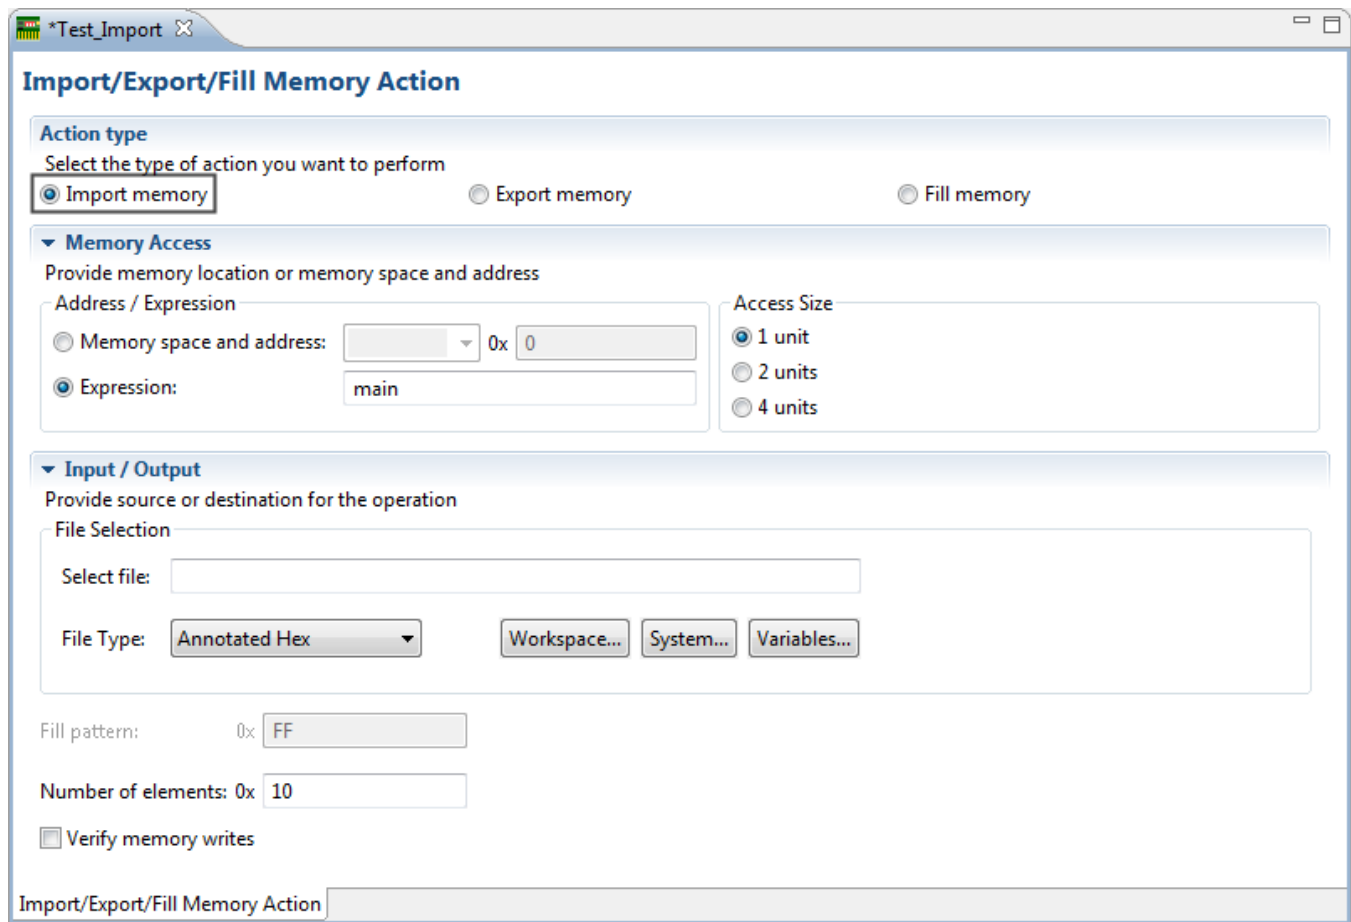 *Test_Import
Import/Export/Fill Memory Action
Action type
Select the type of action you want to perform
Import memory Export memory Fill memory
Memory Access
Provide memory location or memory space and address
Address / Expression Access Size
Memory space and address: 0x 0 1 unit
2 units
Expression: main
4 units
Input / Output
Provide source or destination for the operation
File Selection
Select file:
File Type: Annotated Hex Workspace... System... Variables...
Fill pattern: 0x FF
Number of elements: 0x 10
Verify memory writes
Import/Export/Fill Memory Action